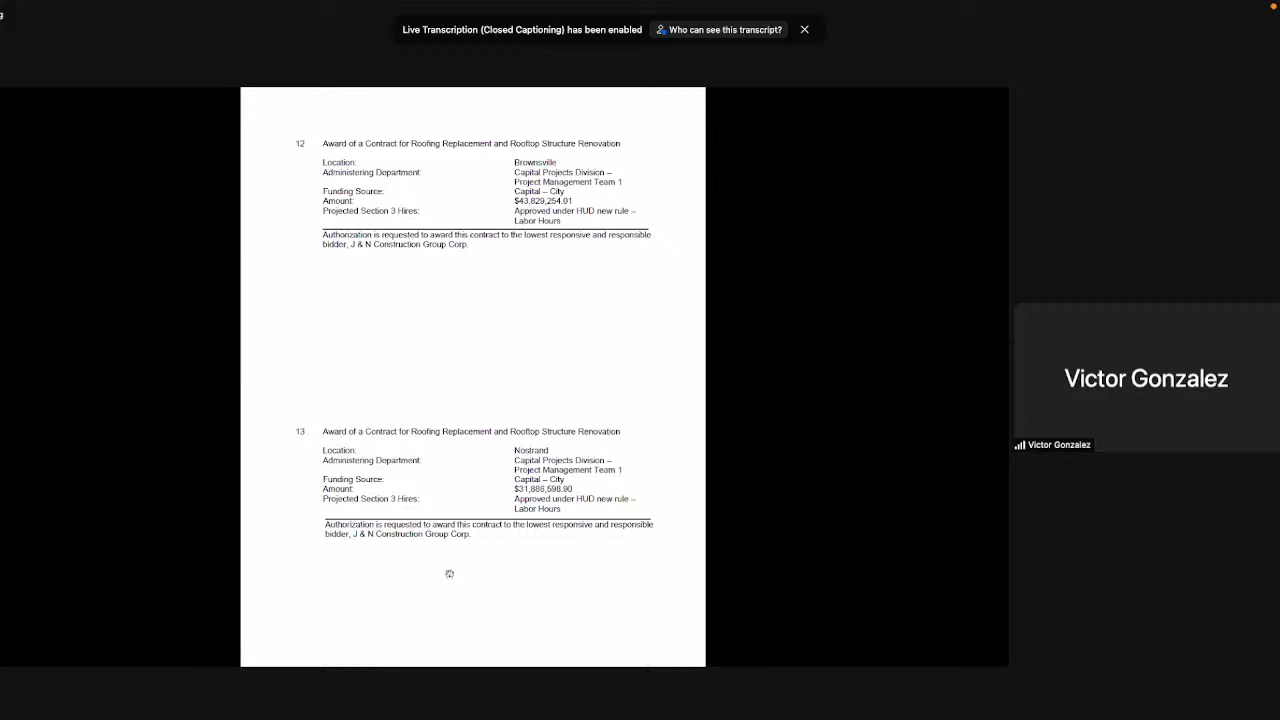 g
Live Transcription (Closed Captioning) has been enabled
Who can see this transcript?
12 Award of a Contract for Roofing Replacement and Rooftop Structure Renovation
Location: Brownsville
Administering Department: Capital Projects Division –
Project Management Team 1
Funding Source: Capital – City
Amount: $43,829,254.01
Projected Section 3 Hires: Approved under HUD new rule –
Labor Hours
Authorization is requested to award this contract to the lowest responsive and responsible
bidder, J & N Construction Group Corp.
13 Award of a Contract for Roofing Replacement and Rooftop Structure Renovation
Location: Nostrand
Administering Department: Capital Projects Division –
Project Management Team 1
Funding Source: Capital – City
Amount: $31,886,598.90
Projected Section 3 Hires: Approved under HUD new rule –
Labor Hours
Authorization is requested to award this contract to the lowest responsive and responsible
bidder, J & N Construction Group Corp.
Victor Gonzalez
Victor Gonzalez